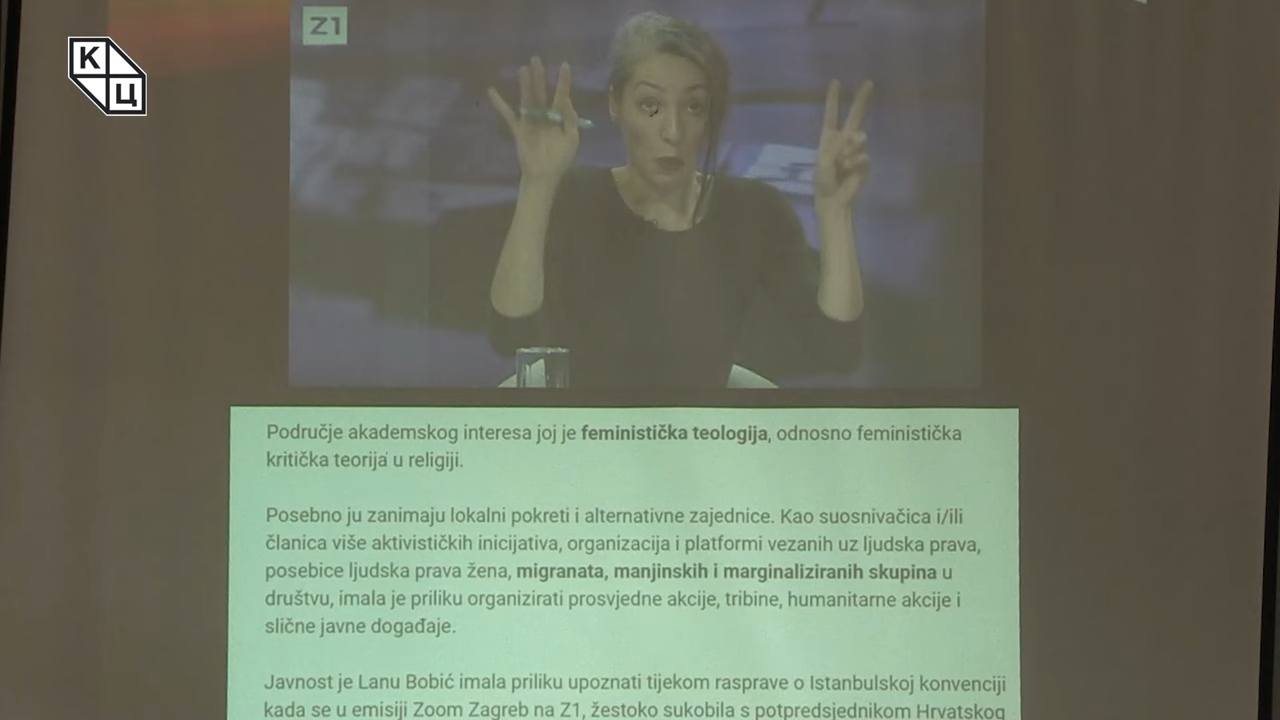 Z1
К
Ц
Područje akademskog interesa joj je feministička teologija, odnosno feministička
kritička teorija u religiji.
Posebno ju zanimaju lokalni pokreti i alternativne zajednice. Kao suosnivačica i/ili
članica više aktivističkih inicijativa, organizacija i platformi vezanih uz ljudska prava,
posebice ljudska prava žena, migranata, manjinskih i marginaliziranih skupina u
društvu, imala je priliku organizirati prosvjedne akcije, tribine, humanitarne akcije i
slične javne događaje.
Javnost je Lanu Bobić imala priliku upoznati tijekom rasprave o Istanbulskoj konvenciji
kada se u emisiji Zoom Zagreb na Z1, žestoko sukobila s potpredsjednikom Hrvatskog